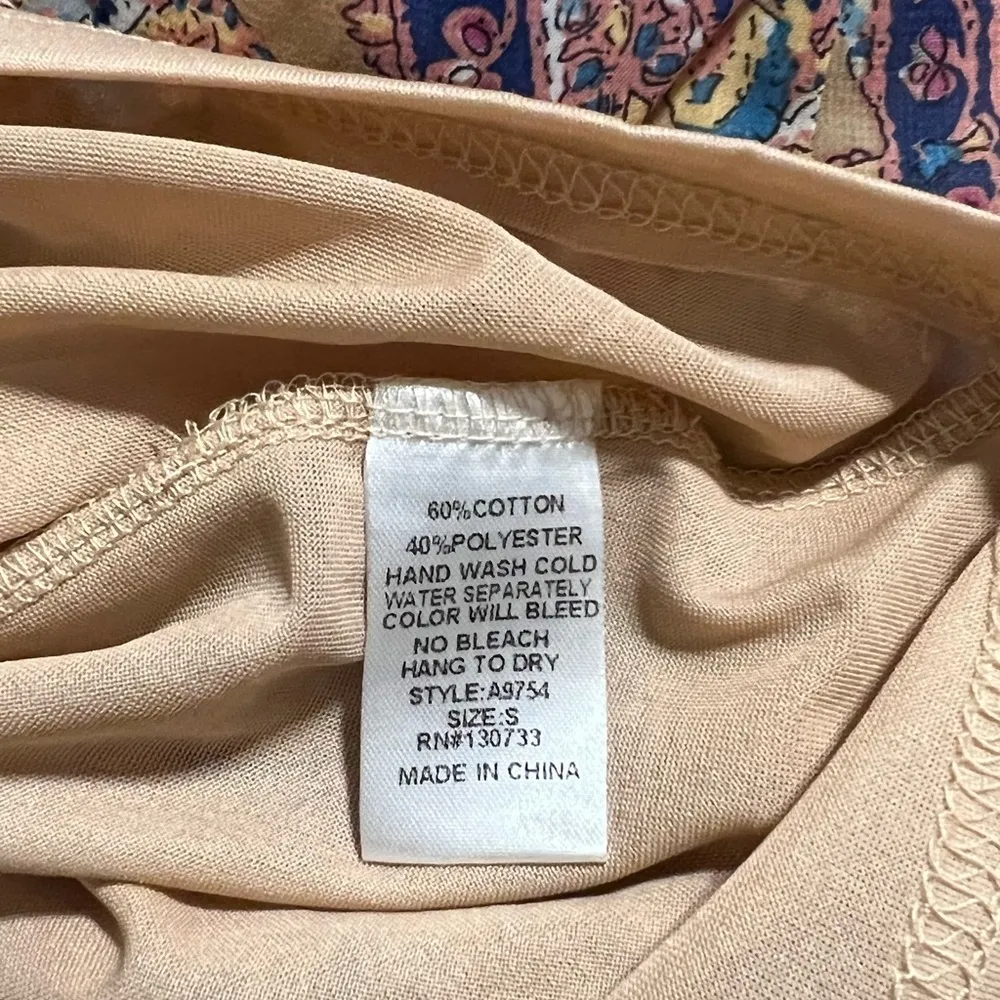 60%COTTON
40%POLYESTER
HAND WASH COLD
WATER SEPARATELY
COLOR WILL BLEED
NO BLEACH
HANG TO DRY
STYLE:A9754
SIZE:S
RN#130733
MADE IN CHINA